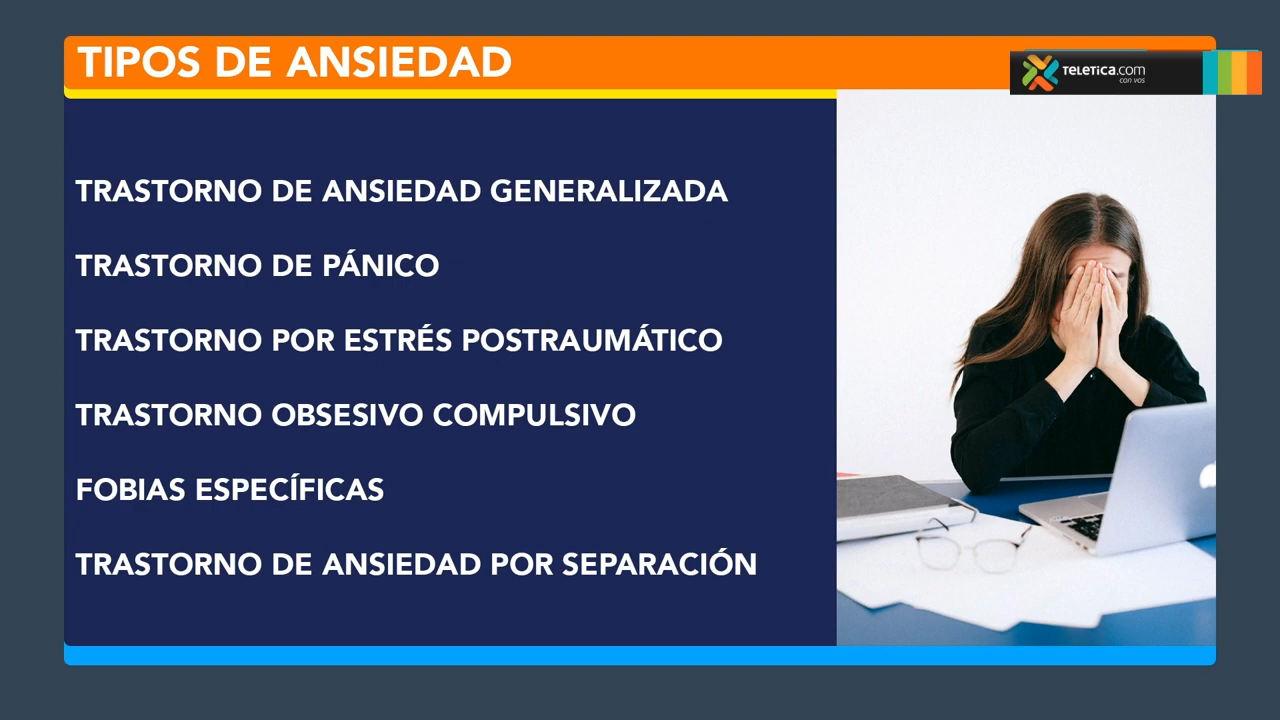 TIPOS DE ANSIEDAD
TELETICA.COM
con vos
TRASTORNO DE ANSIEDAD GENERALIZADA
TRASTORNO DE PÁNICO
TRASTORNO POR ESTRÉS POSTRAUMÁTICO
TRASTORNO OBSESIVO COMPULSIVO
FOBIAS ESPECÍFICAS
TRASTORNO DE ANSIEDAD POR SEPARACIÓN